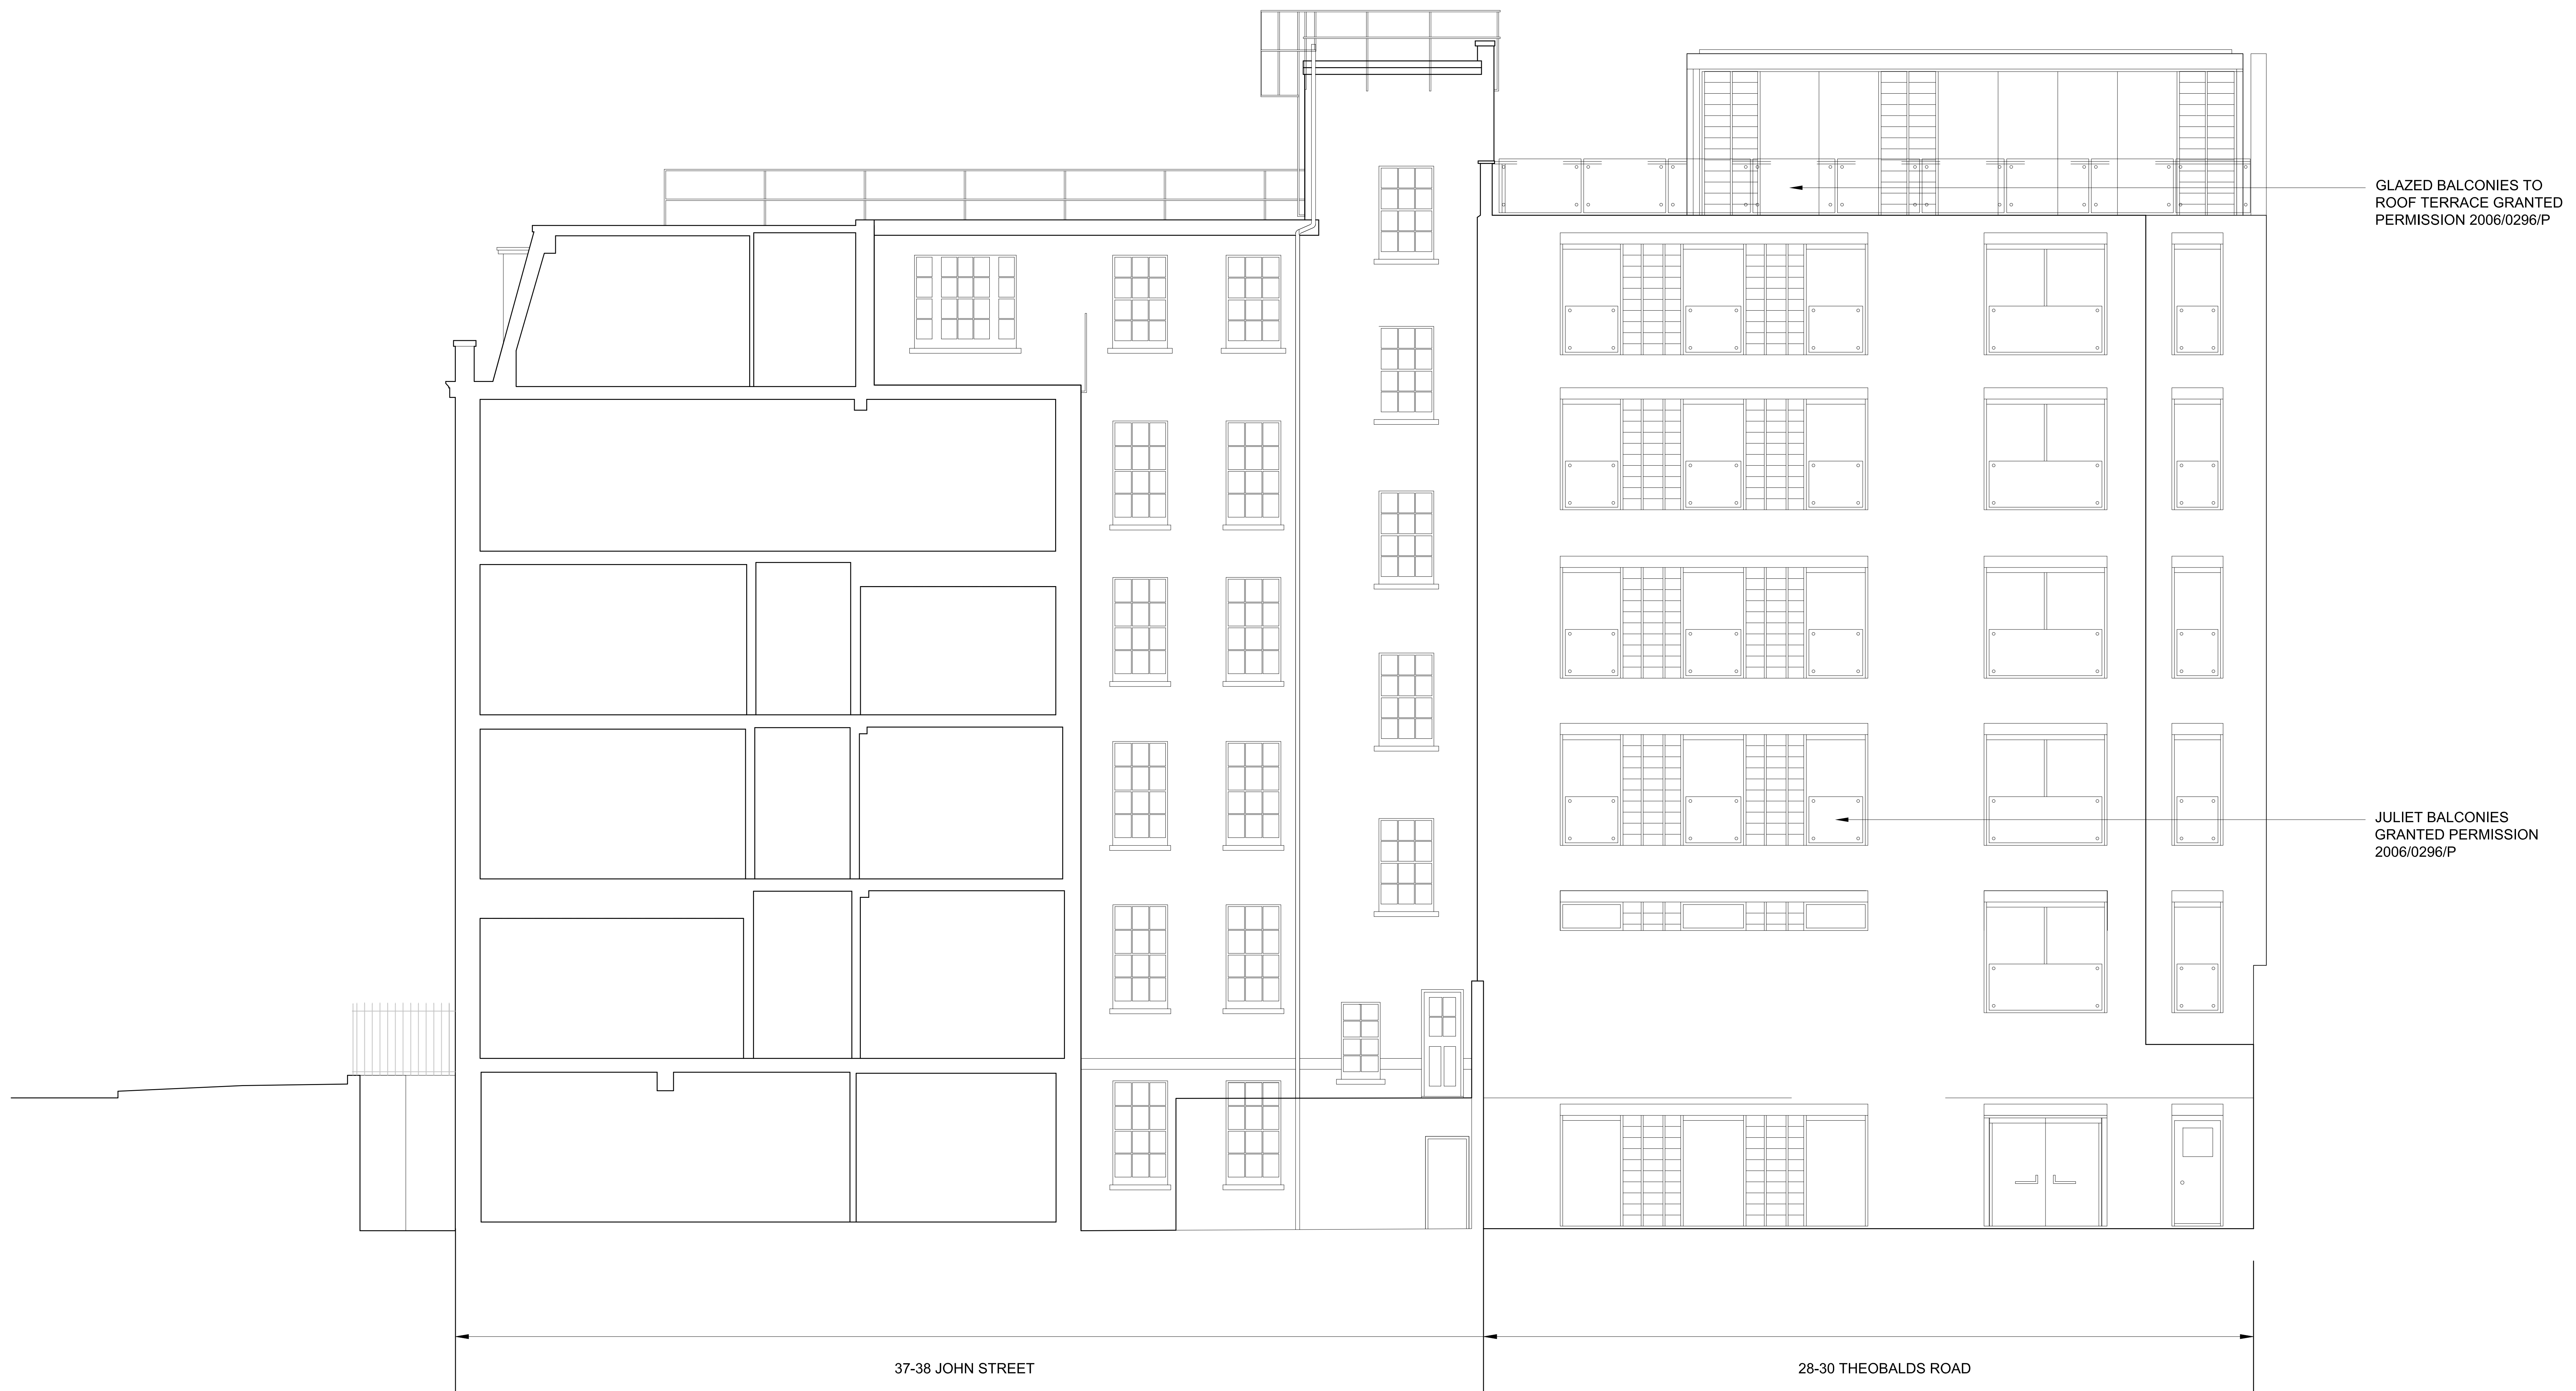 GLAZED BALCONIES TO
ROOF TERRACE GRANTED
PERMISSION 2006/0296/P
JULIET BALCONIES
GRANTED PERMISSION
2006/0296/P
37-38 JOHN STREET
28-30 THEOBALDS ROAD